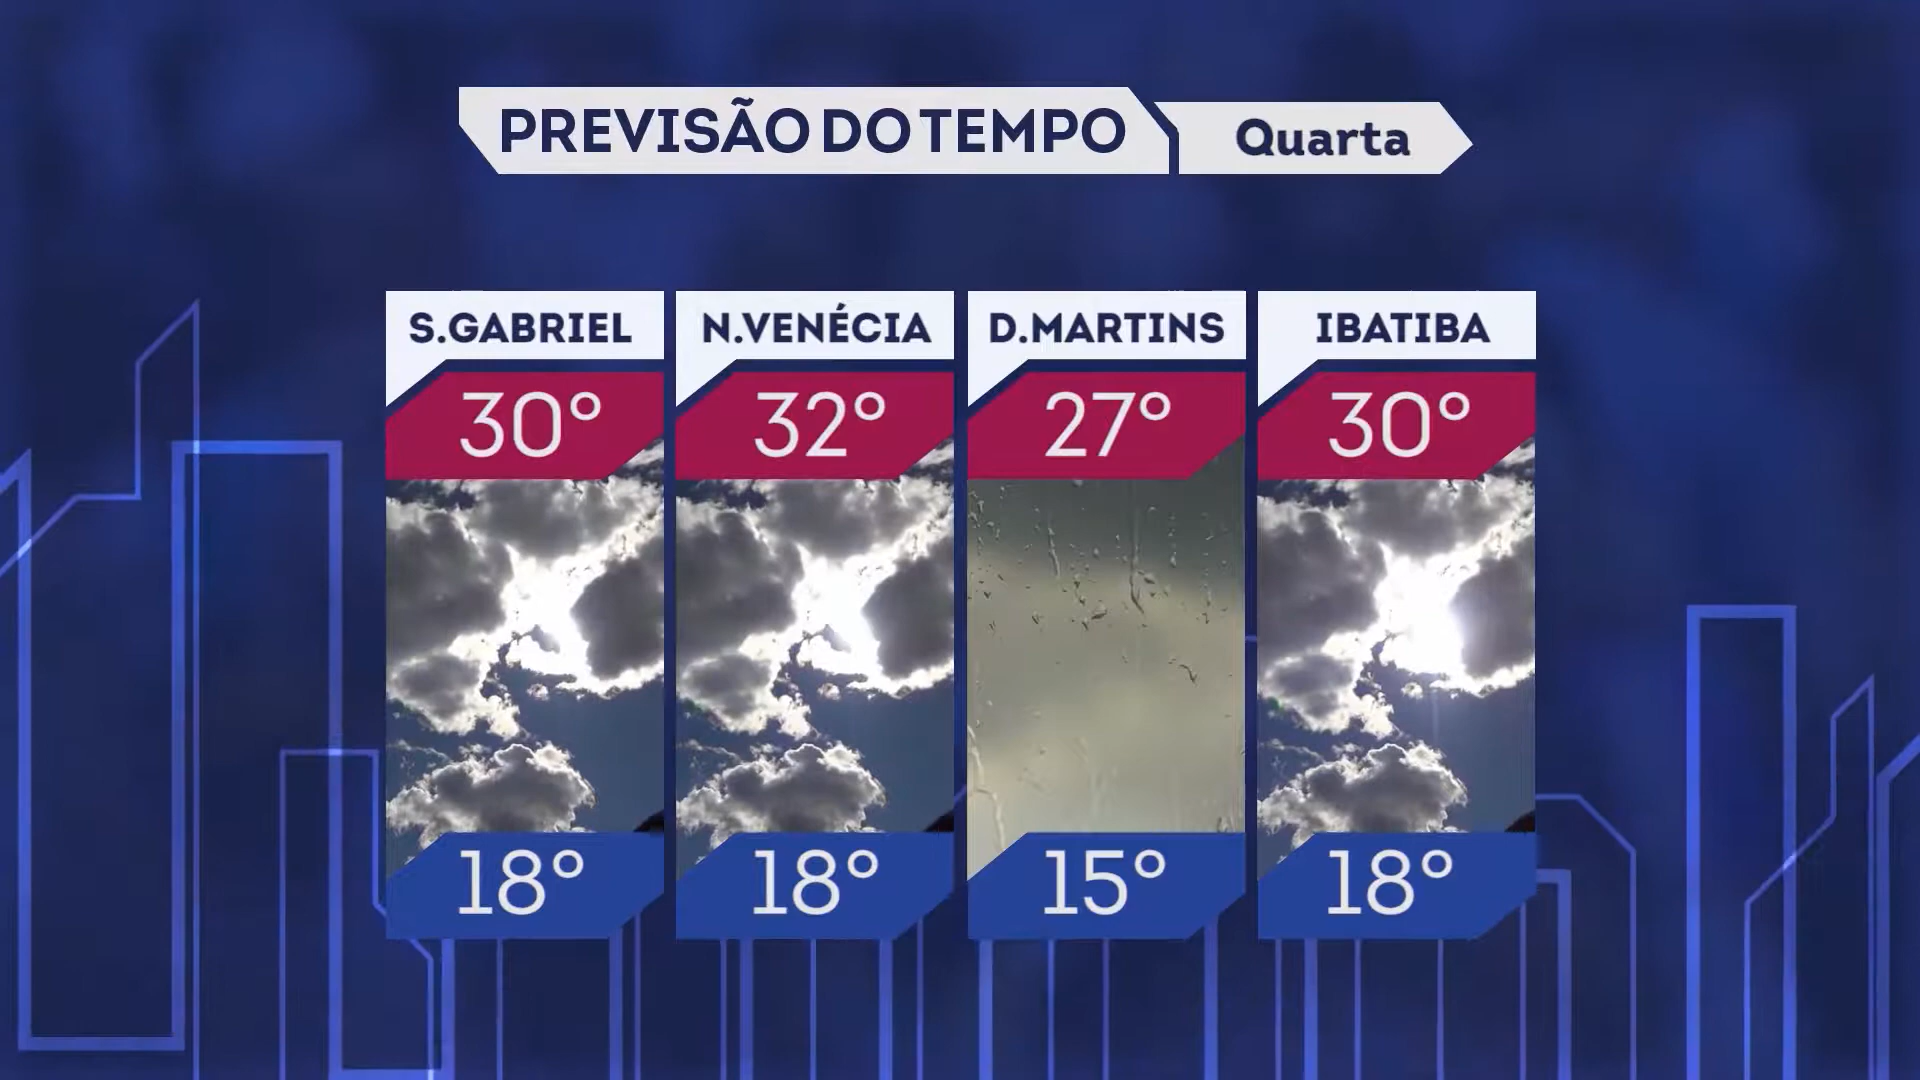 PREVISÃO DO TEMPO
Quarta
S.GABRIEL
30°
18°
N.VENÉCIA
32°
18°
D.MARTINS
27°
15°
IBATIBA
30°
18°